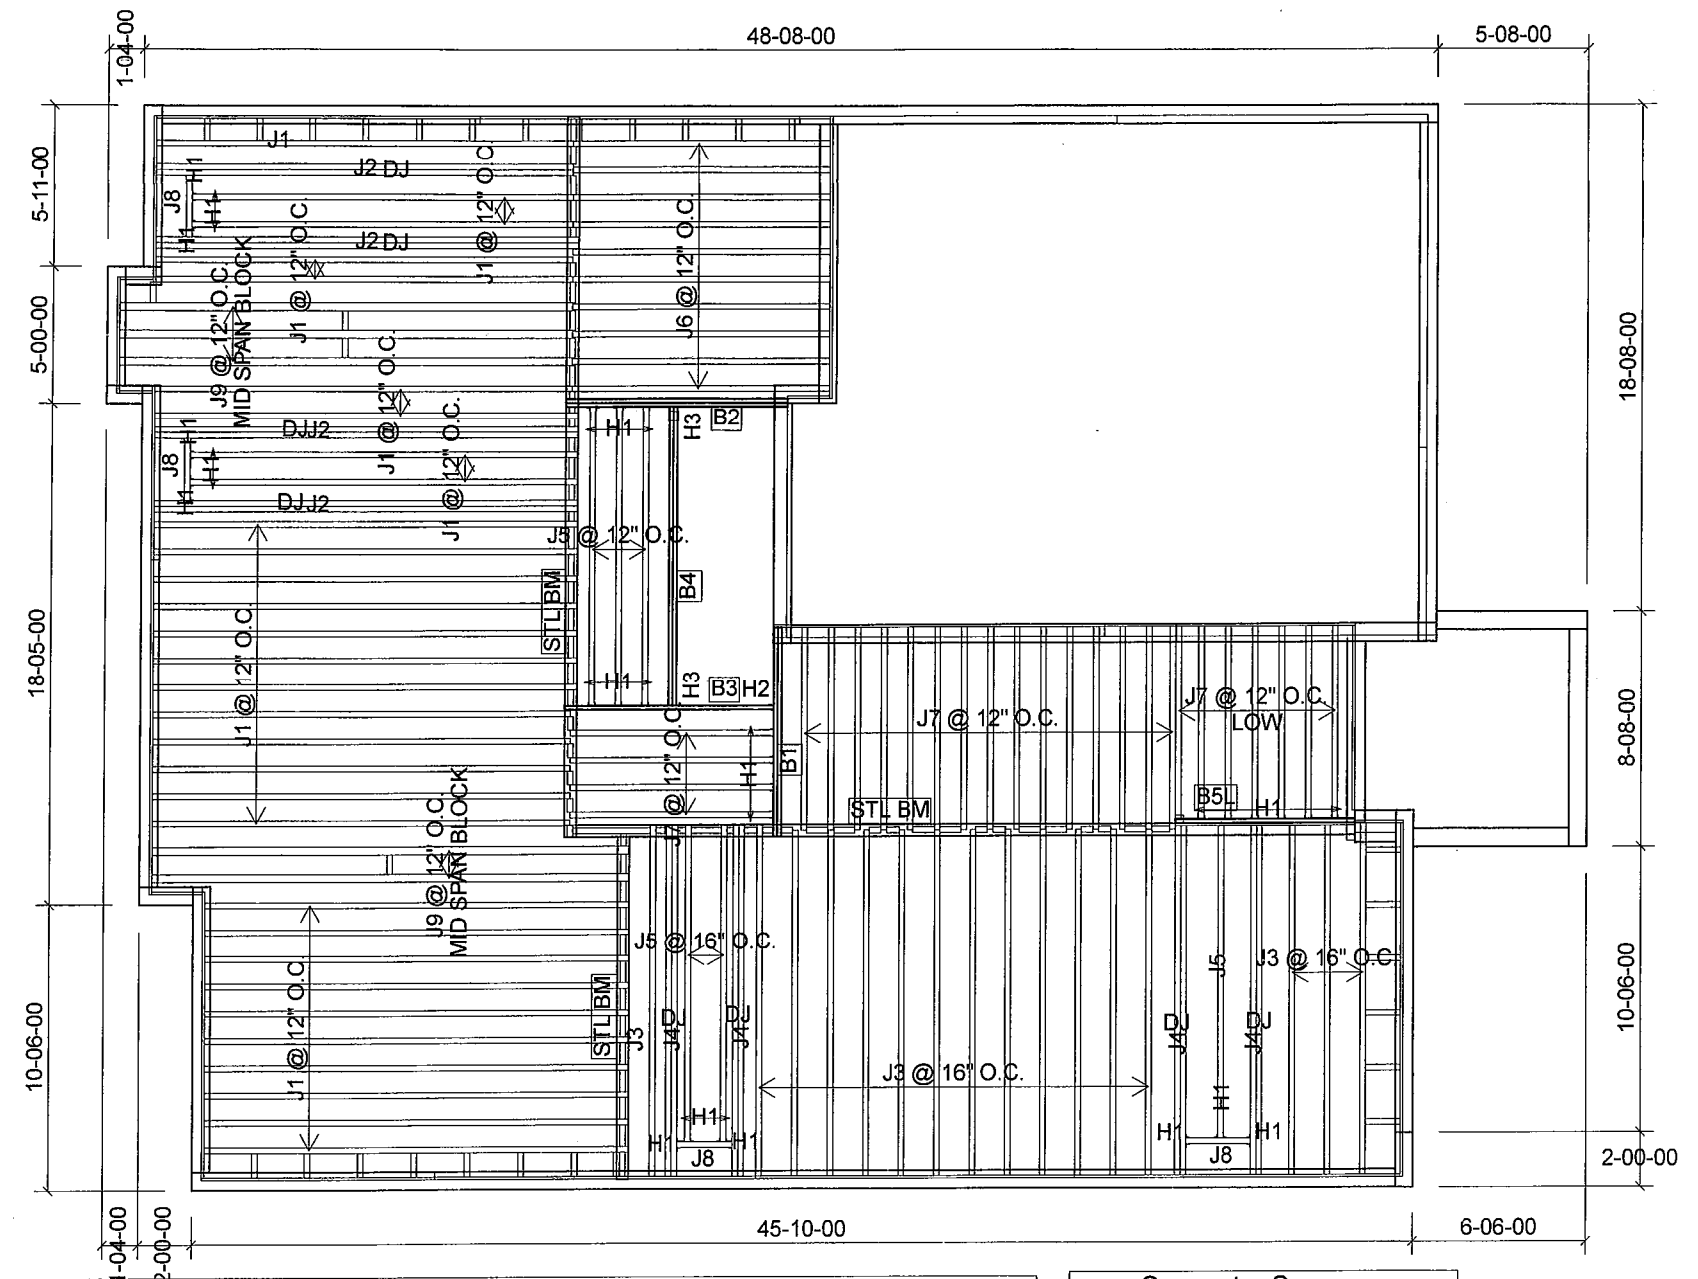 1-04-00
48-08-00
5-08-00
5-11-00
5-00-00
18-05-00
10-06-00
18-08-00
8-08-00
10-06-00
2-00-00
J1
J2 DJ
H1
J8
H1
H1
J2 DJ
J1 @ 12" O.C.
J1 @ 12" O.C.
J9 @ 12" O.C.
MID SPAN BLOCK
J6 @ 12" O.C.
J1 @ 12" O.C.
J1 @ 12" O.C.
DJ J2
H1
J8
H1
H1
DJ J2
H1
H3
B2
J5 @ 12" O.C.
STL BM
B4
J1 @ 12" O.C.
H1
H3
B3
H2
J7 @ 12" O.C.
H1
B1
J7 @ 12" O.C.
J7 @ 12" O.C.
LOW
B5L
H1
STL BM
J9 @ 12" O.C.
MID SPAN BLOCK
J5 @ 16" O.C.
J5
J3 @ 16" O.C.
J1 @ 12" O.C.
STL BM
J3
DJ
J4
DJ
J4
DJ
J4
DJ
J4
J3 @ 16" O.C.
H1
H1
H1
J8
H1
H1
H1
J8
2-00-00
45-10-00
6-06-00